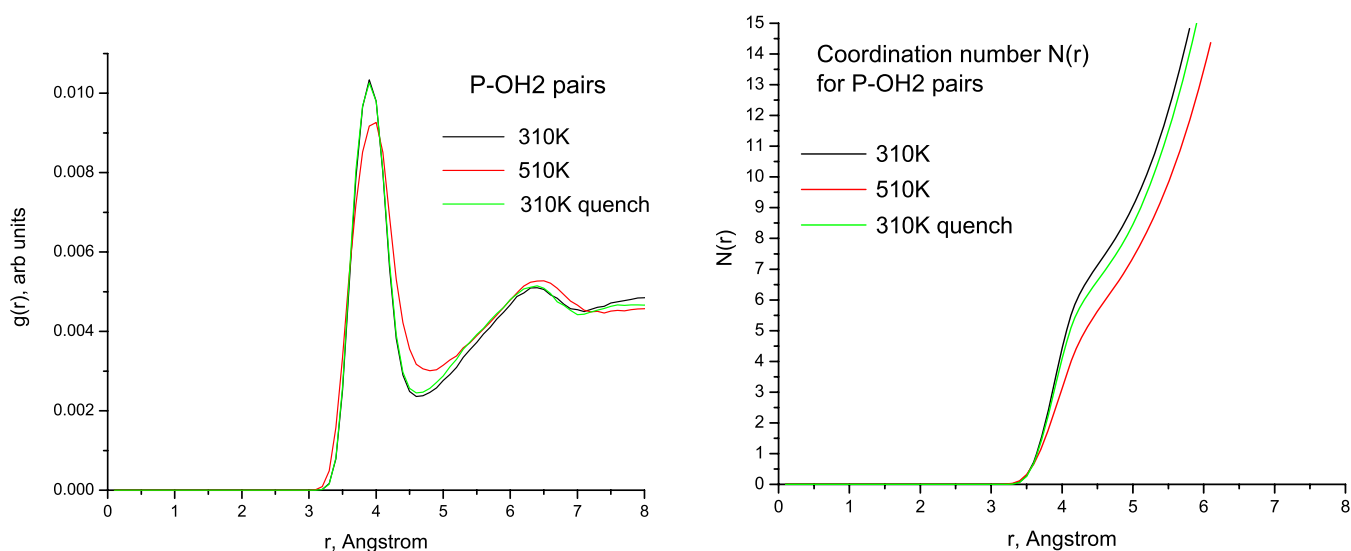 P-OH2 pairs
310K
510K
310K quench
g(r), arb units
0.010
0.008
0.006
0.004
0.002
0.000
0 1 2 3 4 5 6 7 8
r, Angstrom
Coordination number N(r)
for P-OH2 pairs
310K
510K
310K quench
N(r)
15
14
13
12
11
10
9
8
7
6
5
4
3
2
1
0
0 1 2 3 4 5 6 7 8
r, Angstrom